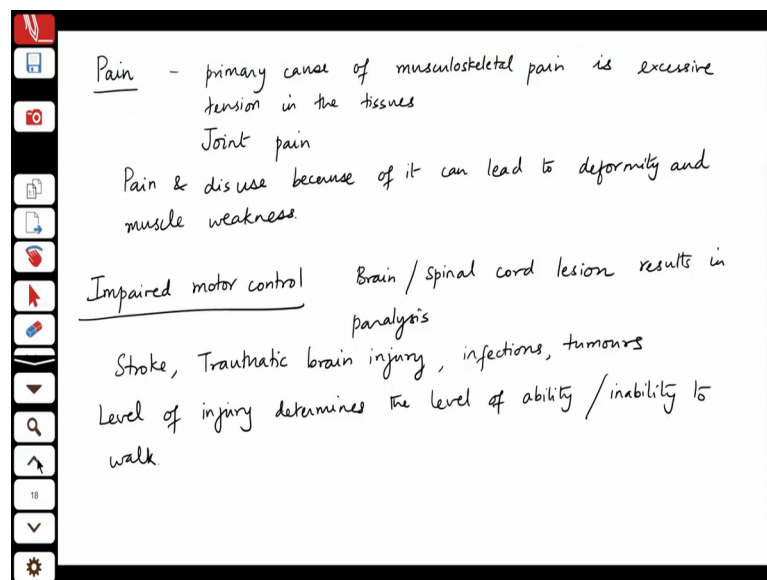 Pain - primary cause of musculoskeletal pain is excessive
tension in the tissues
Joint pain
Pain & disuse because of it can lead to deformity and
muscle weakness.
Impaired motor control Brain / Spinal cord lesion results in
paralysis
Stroke, Trauthatic brain injury, infections, tumours
Level of injury determines the level of ability / inability to
walk.
18